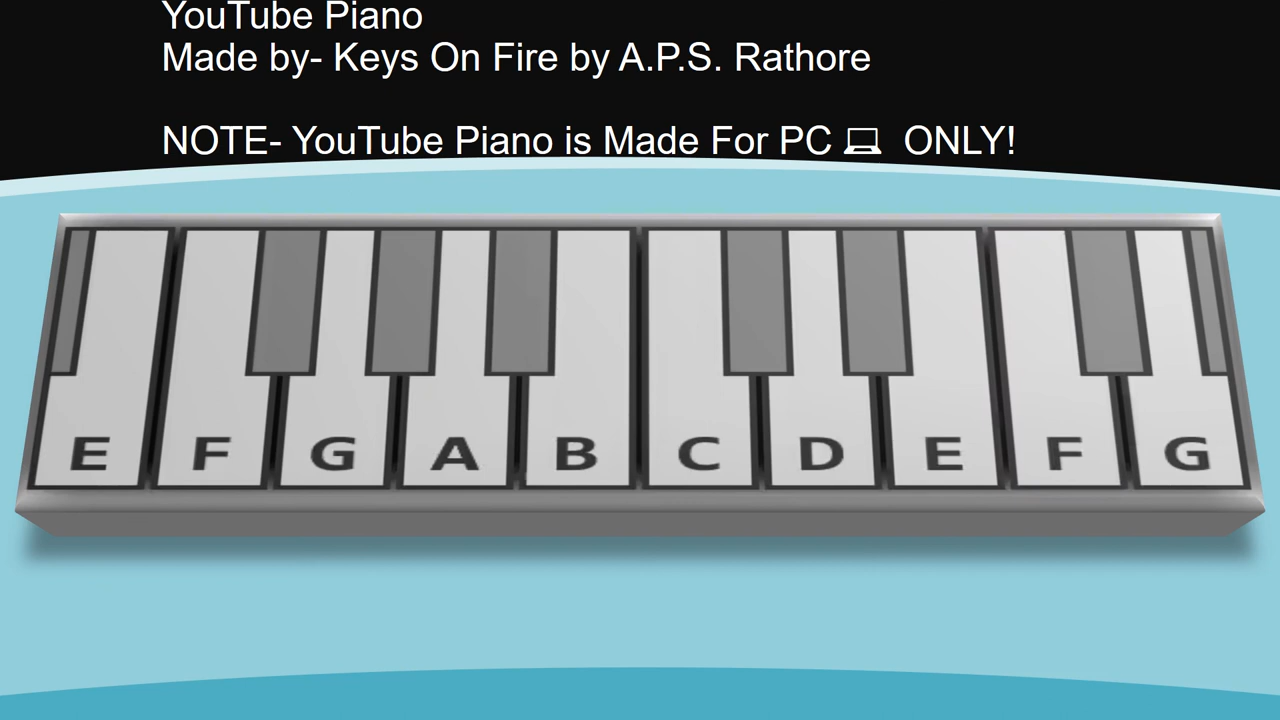 YouTube Piano
Made by- Keys On Fire by A.P.S. Rathore
NOTE- YouTube Piano is Made For PC 💻 ONLY!
E F G A B C D E F G